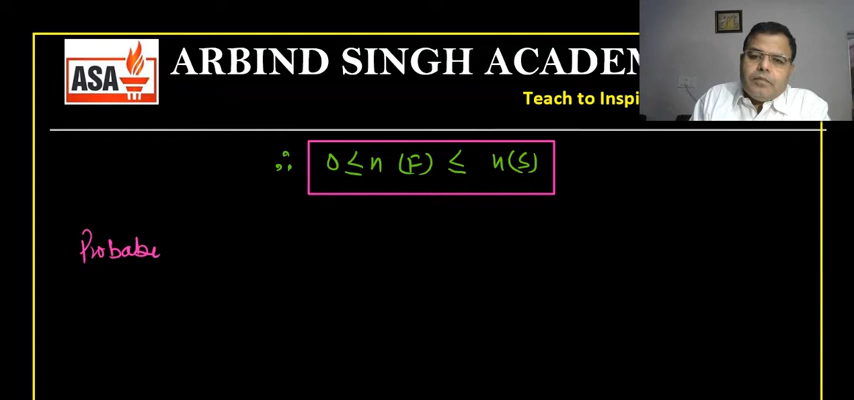 ASA
ARBIND SINGH ACADEM
Teach to Inspi
∴ 0 ≤ n (F) ≤ n(S)
Probabe